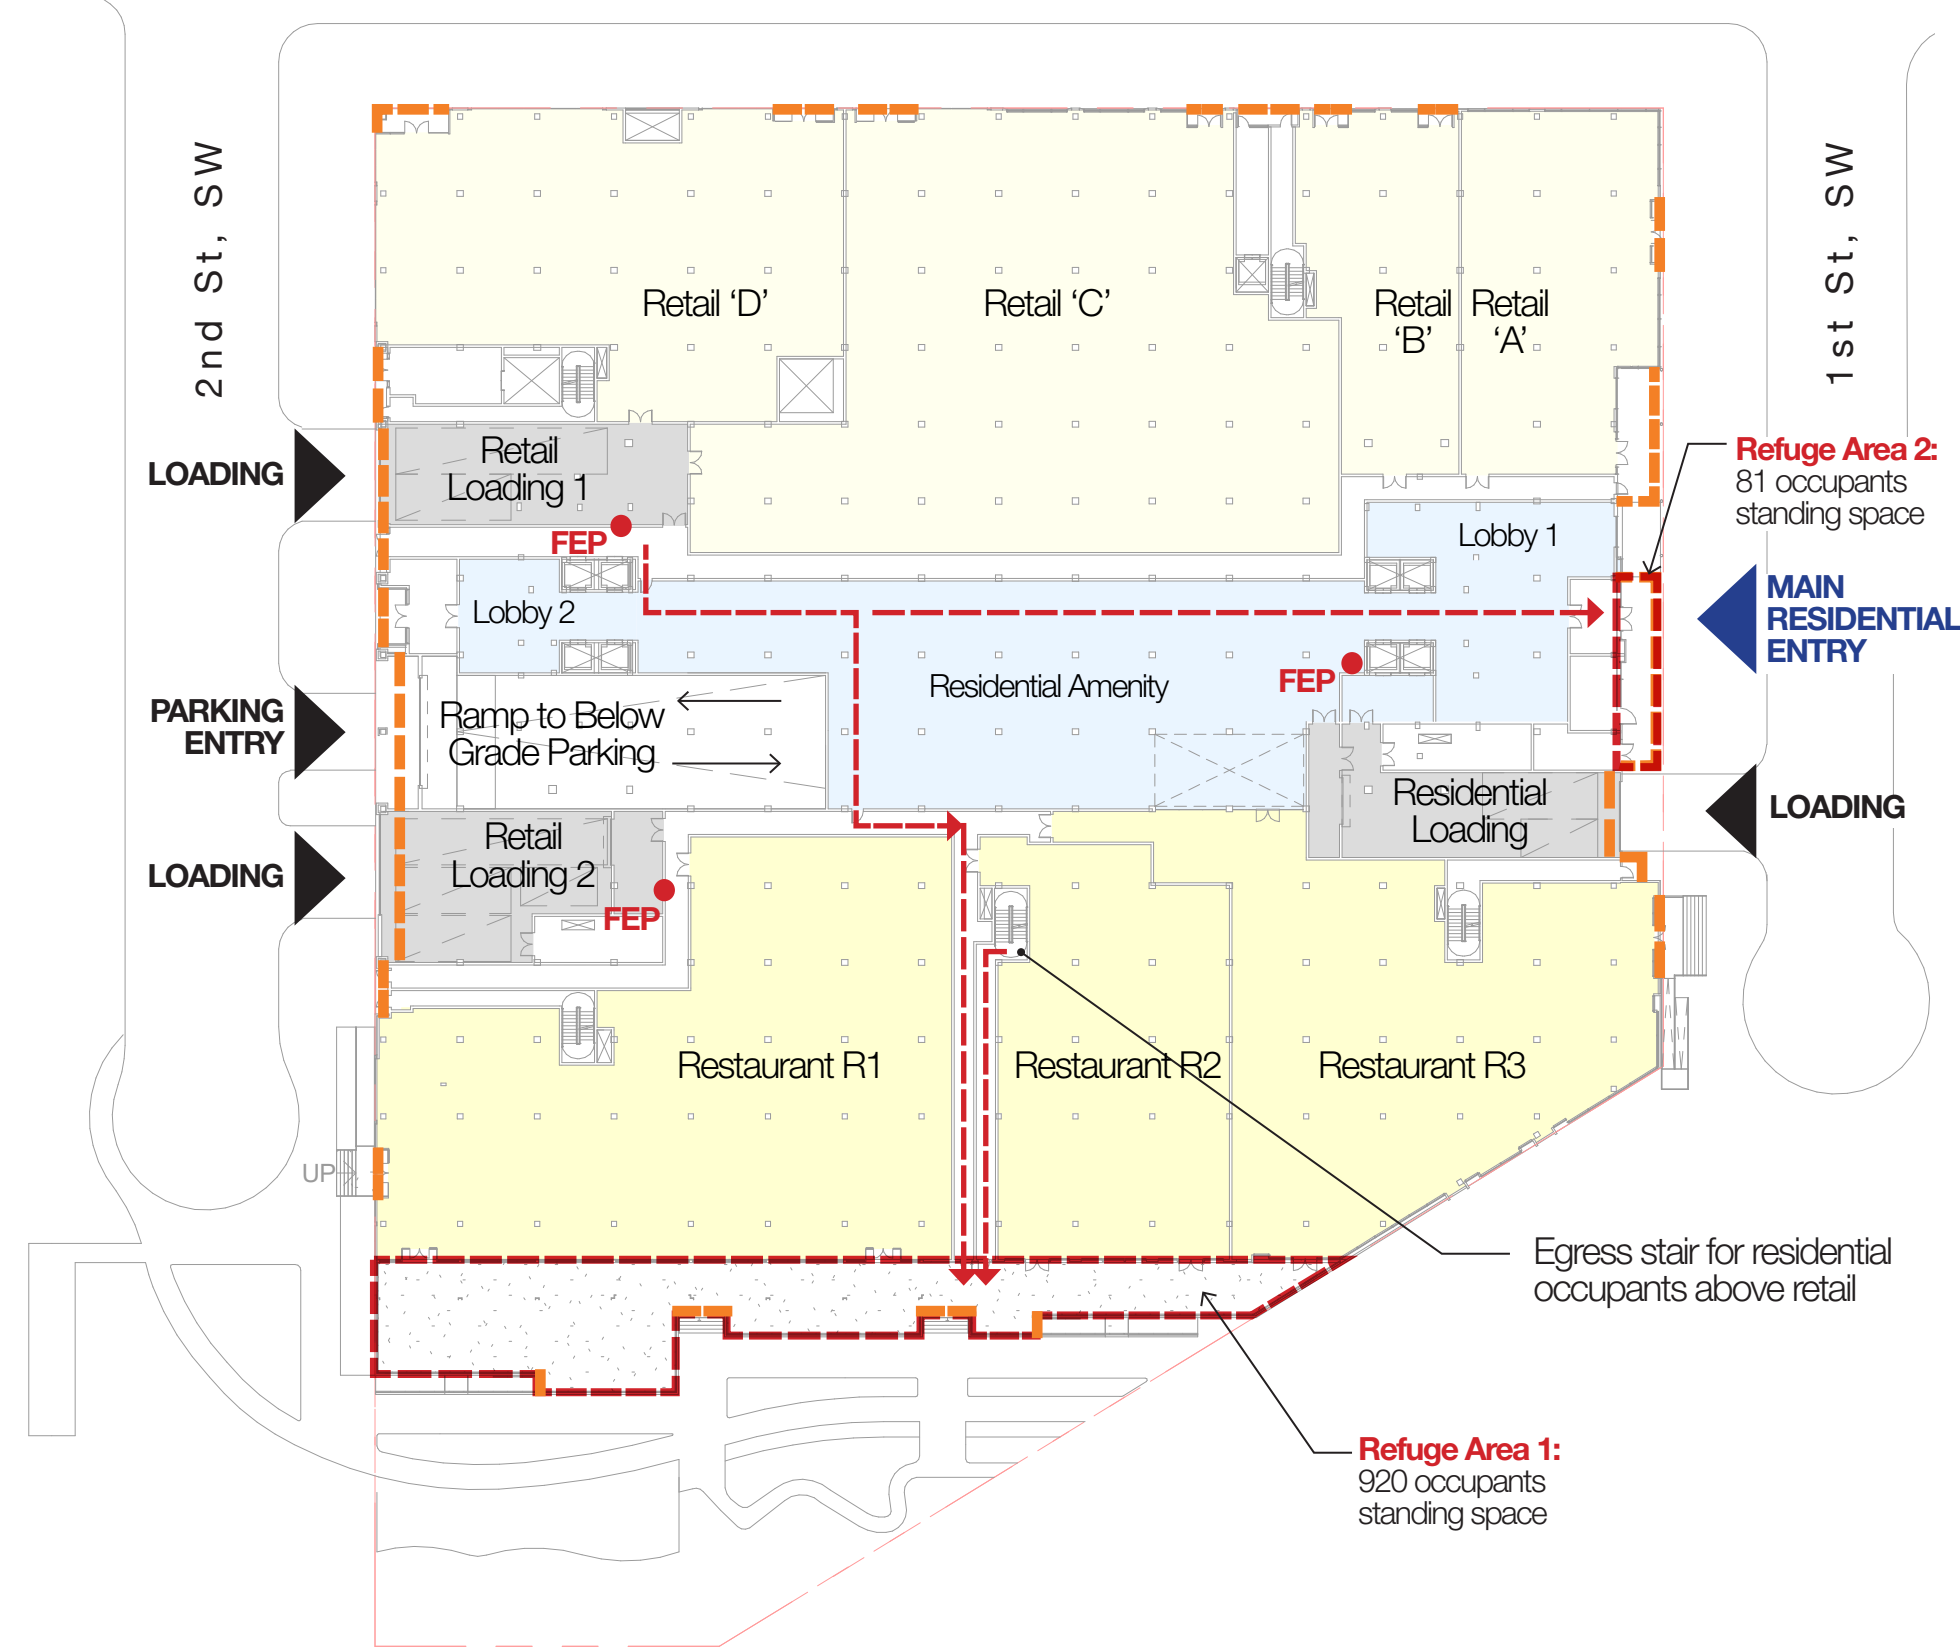 2nd St, SW
1st St, SW
Retail ‘D’
Retail ‘C’
Retail
‘B’
Retail
‘A’
LOADING
Retail
Loading 1
FEP
Refuge Area 2:
81 occupants
standing space
Lobby 1
Lobby 2
MAIN
RESIDENTIAL
ENTRY
Residential Amenity
FEP
PARKING
ENTRY
Ramp to Below
Grade Parking
Residential
Loading
LOADING
LOADING
Retail
Loading 2
FEP
Restaurant R1
Restaurant R2
Restaurant R3
UP
Egress stair for residential
occupants above retail
Refuge Area 1:
920 occupants
standing space